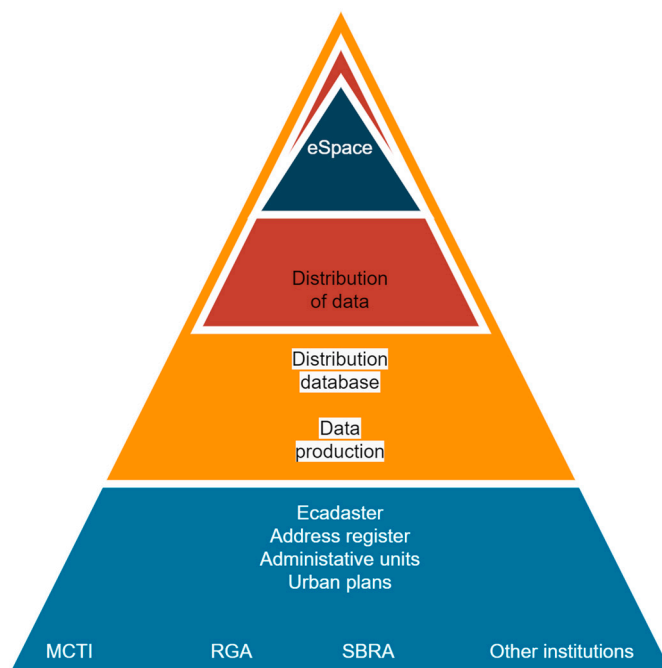 eSpace
Distribution
of data
Distribution
database
Data
production
Ecadaster
Address register
Administative units
Urban plans
MCTI RGA SBRA Other institutions